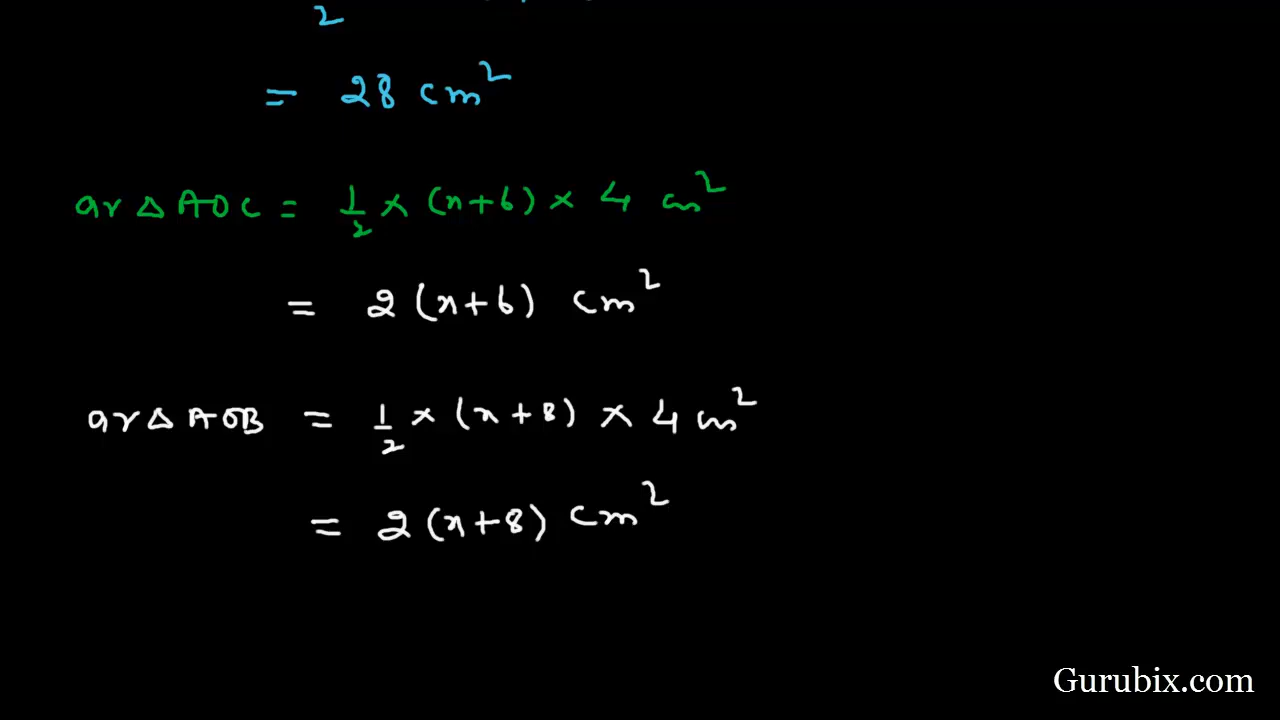 2
= 28 cm²
ar △ AOC = 1/2 × (x+6) × 4 cm²
= 2 (x+6) cm²
ar △ AOB = 1/2 × (x+8) × 4 cm²
= 2 (x+8) cm²
Gurubix.com